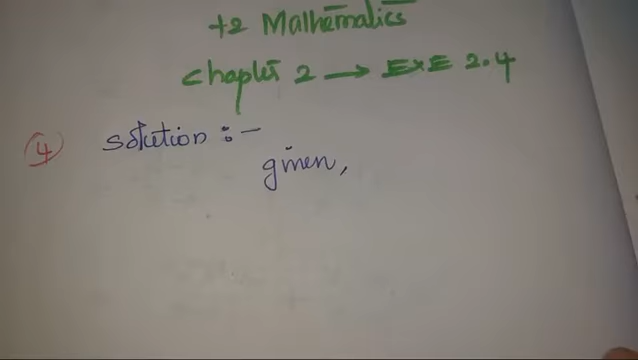 +2 Mathematics
Chapter 2 → EXE 2.4
4 Solution :-
given,